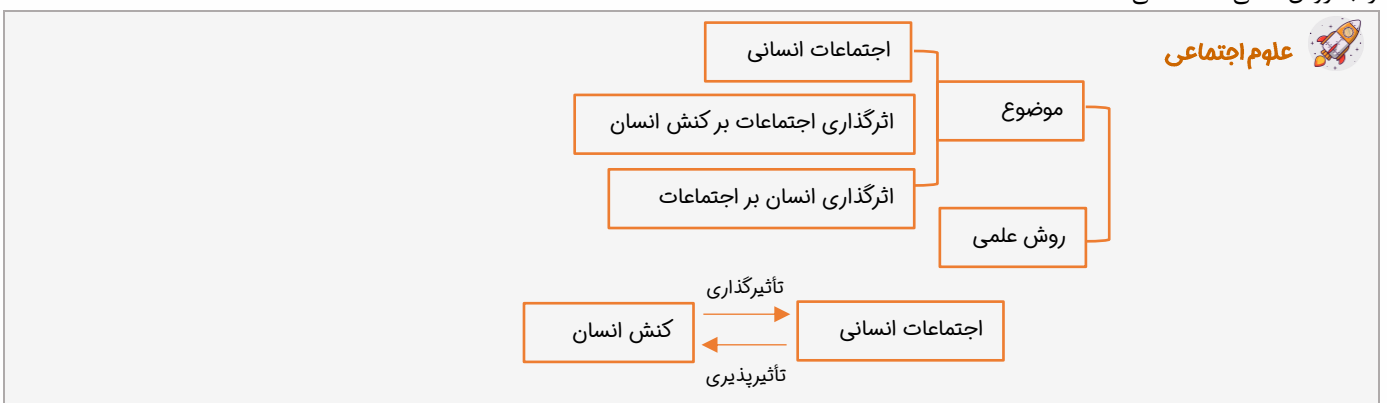 علوم اجتماعی
اجتماعات انسانی
موضوع
اثرگذاری اجتماعات بر کنش انسان
اثرگذاری انسان بر اجتماعات
روش علمی
تأثیرگذاری
اجتماعات انسانی
کنش انسان
تأثیرپذیری